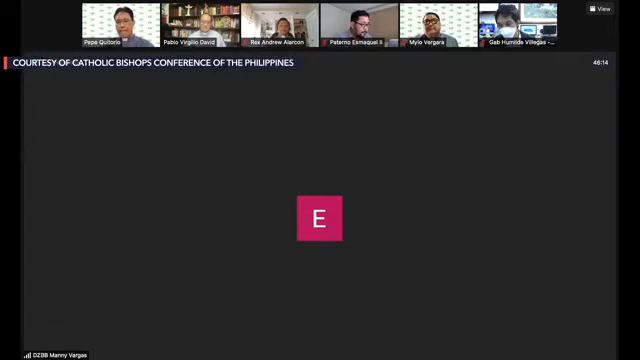 View
Pepe Quitorio
Pablo Virgilio David
Rex Andrew Alarcon
Paterno Esmaquel II
Mylo Vergara
Gab Humilde Villegas -...
COURTESY OF CATHOLIC BISHOPS CONFERENCE OF THE PHILIPPINES
46:14
E
DZBB Manny Vargas